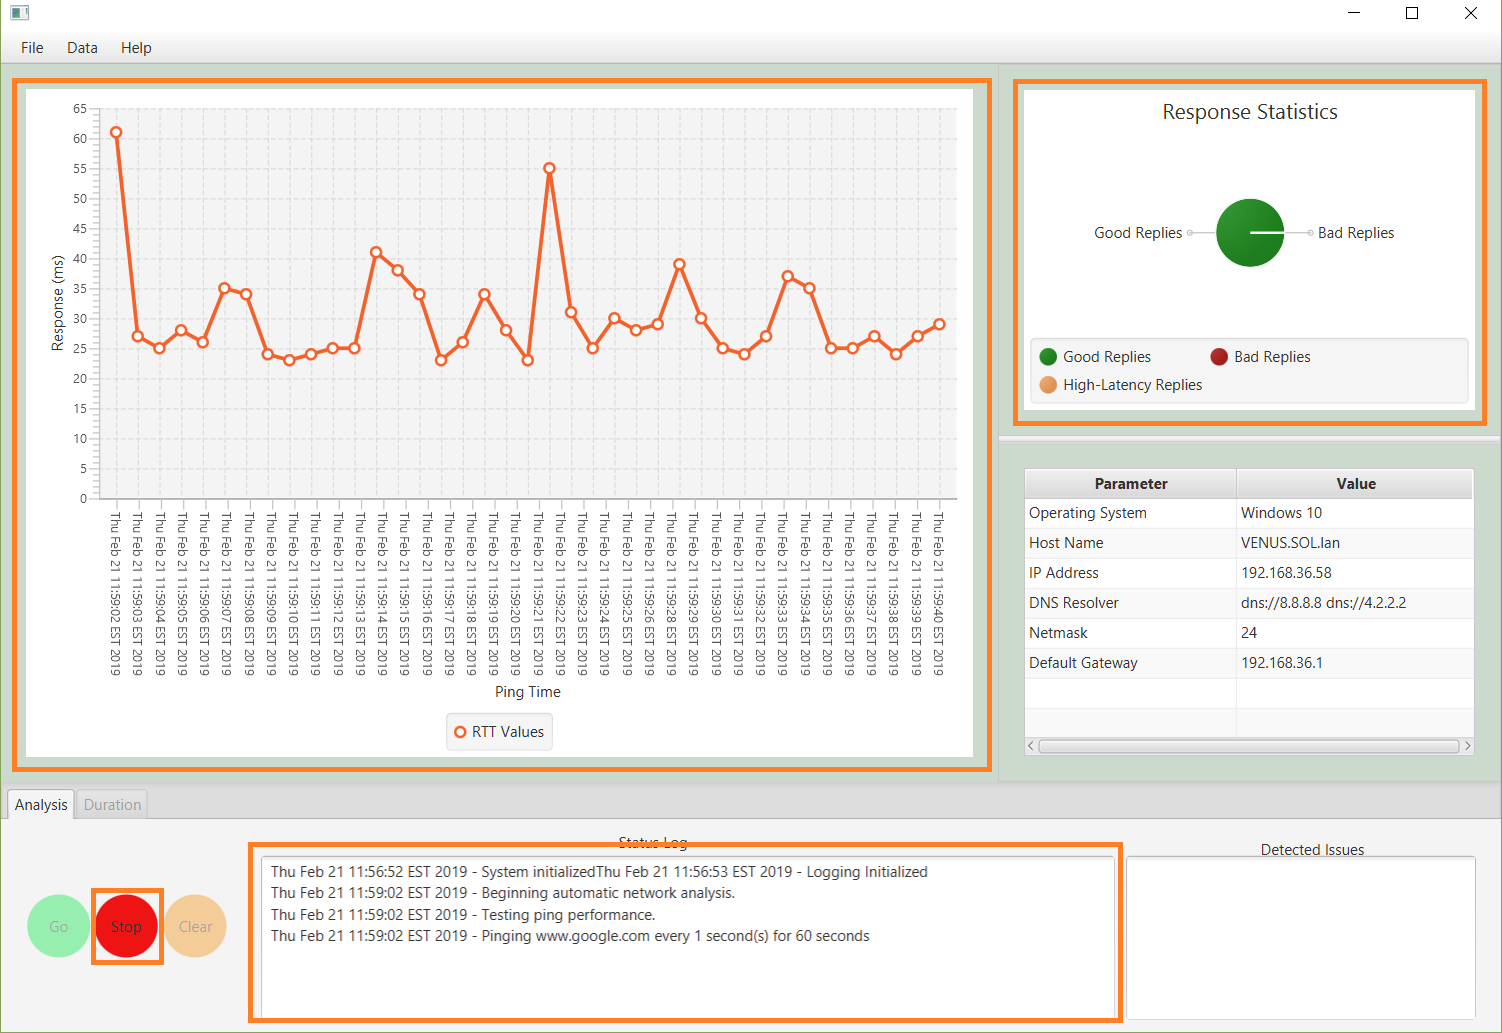 File Data Help
65
60
55
50
45
40
35
30
25
20
15
10
5
0
Response (ms)
Thu Feb 21 11:59:02 EST 2019
Thu Feb 21 11:59:03 EST 2019
Thu Feb 21 11:59:04 EST 2019
Thu Feb 21 11:59:05 EST 2019
Thu Feb 21 11:59:06 EST 2019
Thu Feb 21 11:59:07 EST 2019
Thu Feb 21 11:59:08 EST 2019
Thu Feb 21 11:59:09 EST 2019
Thu Feb 21 11:59:10 EST 2019
Thu Feb 21 11:59:11 EST 2019
Thu Feb 21 11:59:12 EST 2019
Thu Feb 21 11:59:13 EST 2019
Thu Feb 21 11:59:14 EST 2019
Thu Feb 21 11:59:15 EST 2019
Thu Feb 21 11:59:16 EST 2019
Thu Feb 21 11:59:17 EST 2019
Thu Feb 21 11:59:18 EST 2019
Thu Feb 21 11:59:19 EST 2019
Thu Feb 21 11:59:20 EST 2019
Thu Feb 21 11:59:21 EST 2019
Thu Feb 21 11:59:22 EST 2019
Thu Feb 21 11:59:23 EST 2019
Thu Feb 21 11:59:24 EST 2019
Thu Feb 21 11:59:25 EST 2019
Thu Feb 21 11:59:26 EST 2019
Thu Feb 21 11:59:28 EST 2019
Thu Feb 21 11:59:29 EST 2019
Thu Feb 21 11:59:30 EST 2019
Thu Feb 21 11:59:31 EST 2019
Thu Feb 21 11:59:32 EST 2019
Thu Feb 21 11:59:33 EST 2019
Thu Feb 21 11:59:34 EST 2019
Thu Feb 21 11:59:35 EST 2019
Thu Feb 21 11:59:36 EST 2019
Thu Feb 21 11:59:37 EST 2019
Thu Feb 21 11:59:38 EST 2019
Thu Feb 21 11:59:39 EST 2019
Thu Feb 21 11:59:40 EST 2019
Ping Time
RTT Values
Response Statistics
Good Replies Bad Replies
Good Replies Bad Replies
High-Latency Replies
Parameter Value
Operating System Windows 10
Host Name VENUS.SOL.lan
IP Address 192.168.36.58
DNS Resolver dns://8.8.8.8 dns://4.2.2.2
Netmask 24
Default Gateway 192.168.36.1
Analysis Duration
Go Stop Clear
Status Log
Thu Feb 21 11:56:52 EST 2019 - System initializedThu Feb 21 11:56:53 EST 2019 - Logging Initialized
Thu Feb 21 11:59:02 EST 2019 - Beginning automatic network analysis.
Thu Feb 21 11:59:02 EST 2019 - Testing ping performance.
Thu Feb 21 11:59:02 EST 2019 - Pinging www.google.com every 1 second(s) for 60 seconds
Detected Issues